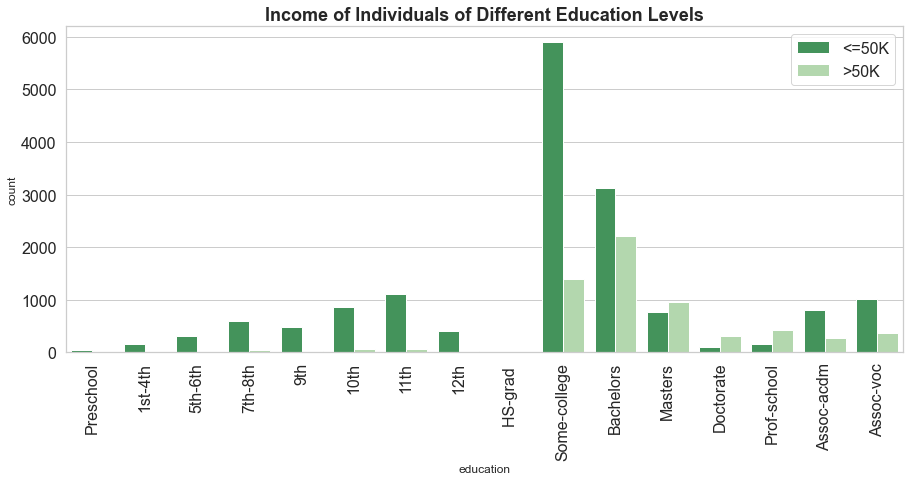 Income of Individuals of Different Education Levels
<=50K
>50K
6000
5000
4000
3000
2000
1000
0
count
Preschool
1st-4th
5th-6th
7th-8th
9th
10th
11th
12th
HS-grad
Some-college
Bachelors
Masters
Doctorate
Prof-school
Assoc-acdm
Assoc-voc
education